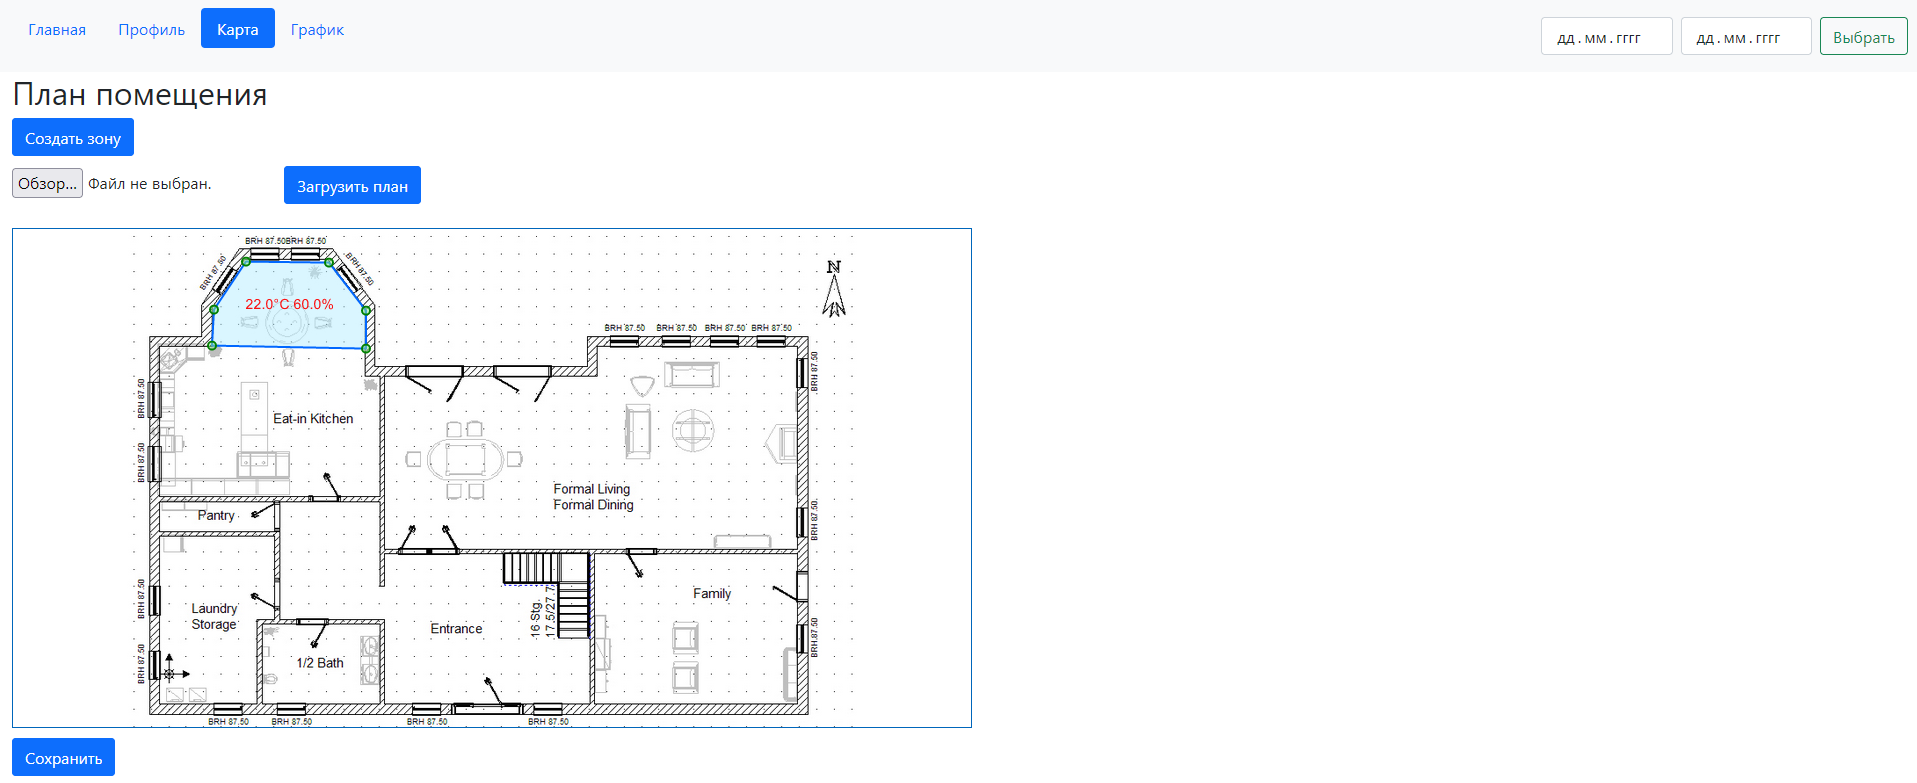 Главная Профиль Карта График дд.мм.гггг дд.мм.гггг Выбрать
План помещения
Создать зону
Обзор... Файл не выбран. Загрузить план
BRH 87.50 BRH 87.50
BRH 87.50
BRH 87.50
N
22.0°C 60.0%
BRH 87.50 BRH 87.50 BRH 87.50 BRH 87.50
BRH 87.50
BRH 87.50
Eat-in Kitchen
BRH 87.50
Formal Living
Formal Dining
Pantry
BRH 87.50
BRH 87.50
Family
Laundry
Storage
16 Stg.
17.5/27.7
Entrance
BRH 87.50
1/2 Bath
BRH 87.50
BRH 87.50 BRH 87.50 BRH 87.50 BRH 87.50
Сохранить